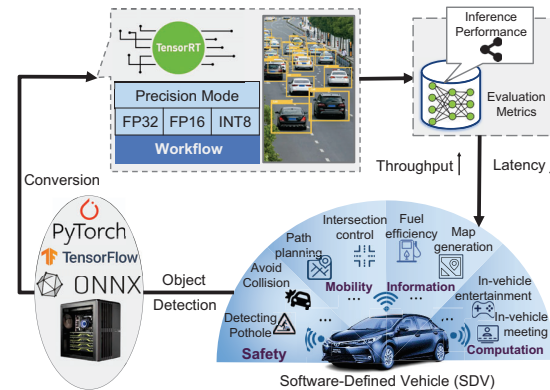 TensorRT
Precision Mode
FP32 FP16 INT8
Workflow
Inference
Performance
Evaluation
Metrics
Throughput
Latency
Conversion
PyTorch
TensorFlow
ONNX
Object
Detection
Intersection
control
Fuel
efficiency
Path
planning
Map
generation
Avoid
Collision
Mobility
Information
In-vehicle
entertainment
Detecting
Pothole
...
...
In-vehicle
meeting
Safety
Computation
Software-Defined Vehicle (SDV)